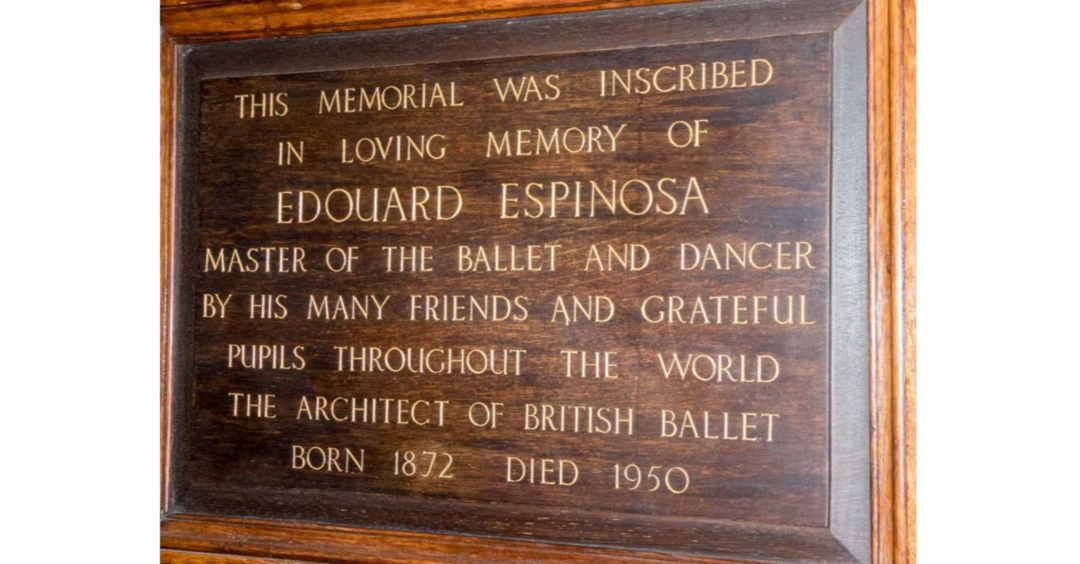 THIS MEMORIAL WAS INSCRIBED
IN LOVING MEMORY OF
EDOUARD ESPINOSA
MASTER OF THE BALLET AND DANCER
BY HIS MANY FRIENDS AND GRATEFUL
PUPILS THROUGHOUT THE WORLD
THE ARCHITECT OF BRITISH BALLET
BORN 1872 DIED 1950